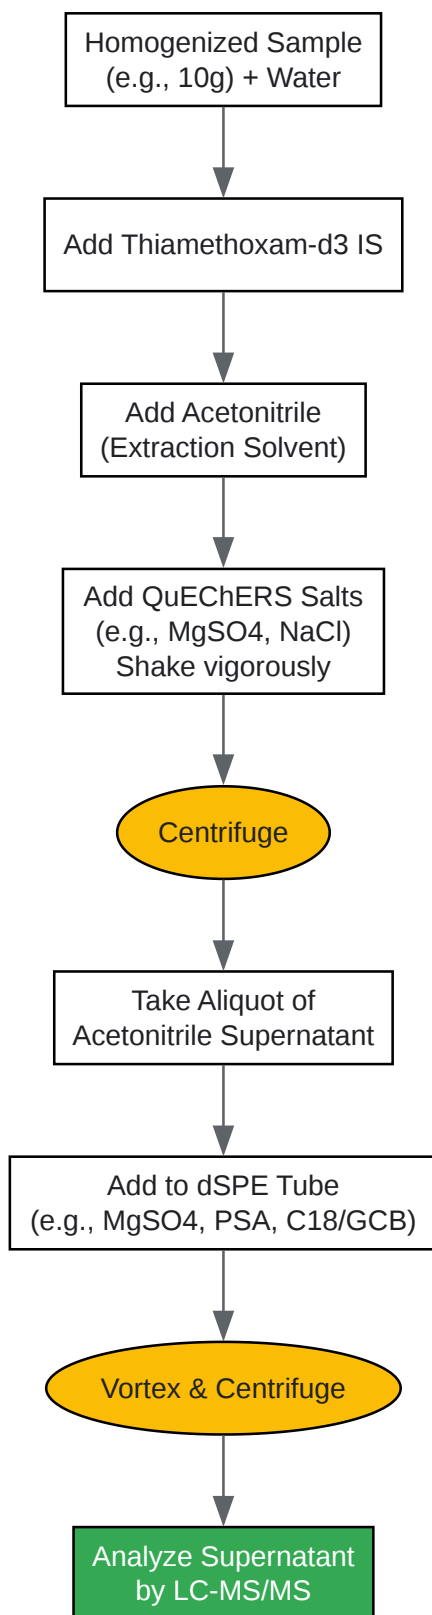 Homogenized Sample
(e.g., 10g) + Water
Add Thiamethoxam-d3 IS
Add Acetonitrile
(Extraction Solvent)
Add QuEChERS Salts
(e.g., MgSO4, NaCl)
Shake vigorously
Centrifuge
Take Aliquot of
Acetonitrile Supernatant
Add to dSPE Tube
(e.g., MgSO4, PSA, C18/GCB)
Vortex & Centrifuge
Analyze Supernatant
by LC-MS/MS